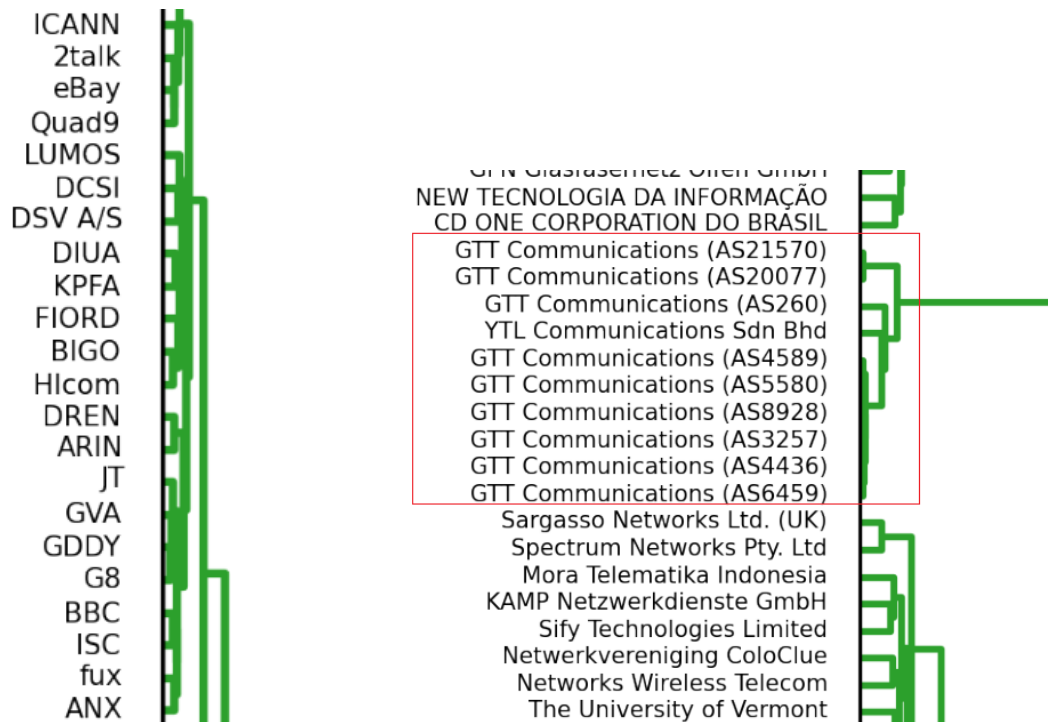 ICANN
2talk
eBay
Quad9
LUMOS
DCSI
DSV A/S
DIUA
KPFA
FIORD
BIGO
HIcom
DREN
ARIN
JT
GVA
GDDY
G8
BBC
ISC
fux
ANX
GFN Glasfasernetz Olfen GmbH
NEW TECNOLOGIA DA INFORMAÇÃO
CD ONE CORPORATION DO BRASIL
GTT Communications (AS21570)
GTT Communications (AS20077)
GTT Communications (AS260)
YTL Communications Sdn Bhd
GTT Communications (AS4589)
GTT Communications (AS5580)
GTT Communications (AS8928)
GTT Communications (AS3257)
GTT Communications (AS4436)
GTT Communications (AS6459)
Sargasso Networks Ltd. (UK)
Spectrum Networks Pty. Ltd
Mora Telematika Indonesia
KAMP Netzwerkdienste GmbH
Sify Technologies Limited
Netwerkvereniging ColoClue
Networks Wireless Telecom
The University of Vermont